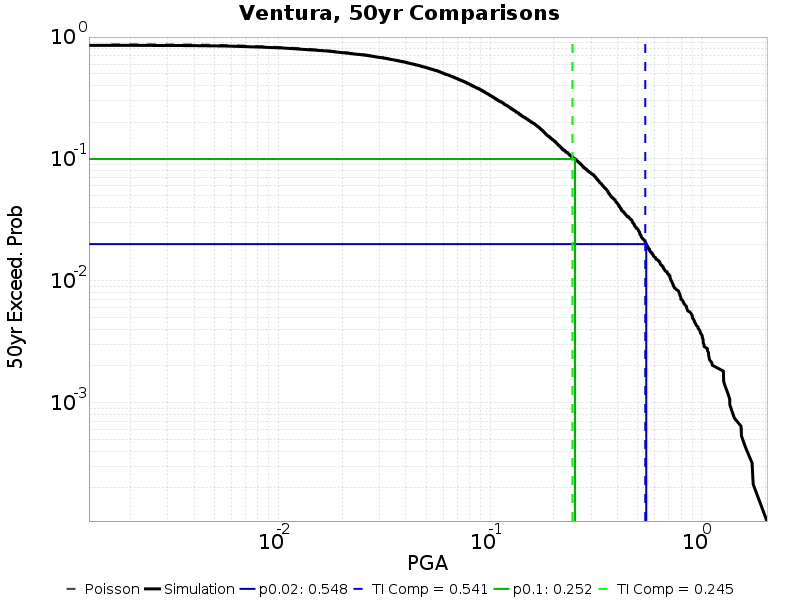 Ventura, 50yr Comparisons
50yr Exceed. Prob
10^0
10^-1
10^-2
10^-3
10^-2 10^-1 10^0
PGA
Poisson Simulation p0.02: 0.548 TI Comp = 0.541 p0.1: 0.252 TI Comp = 0.245